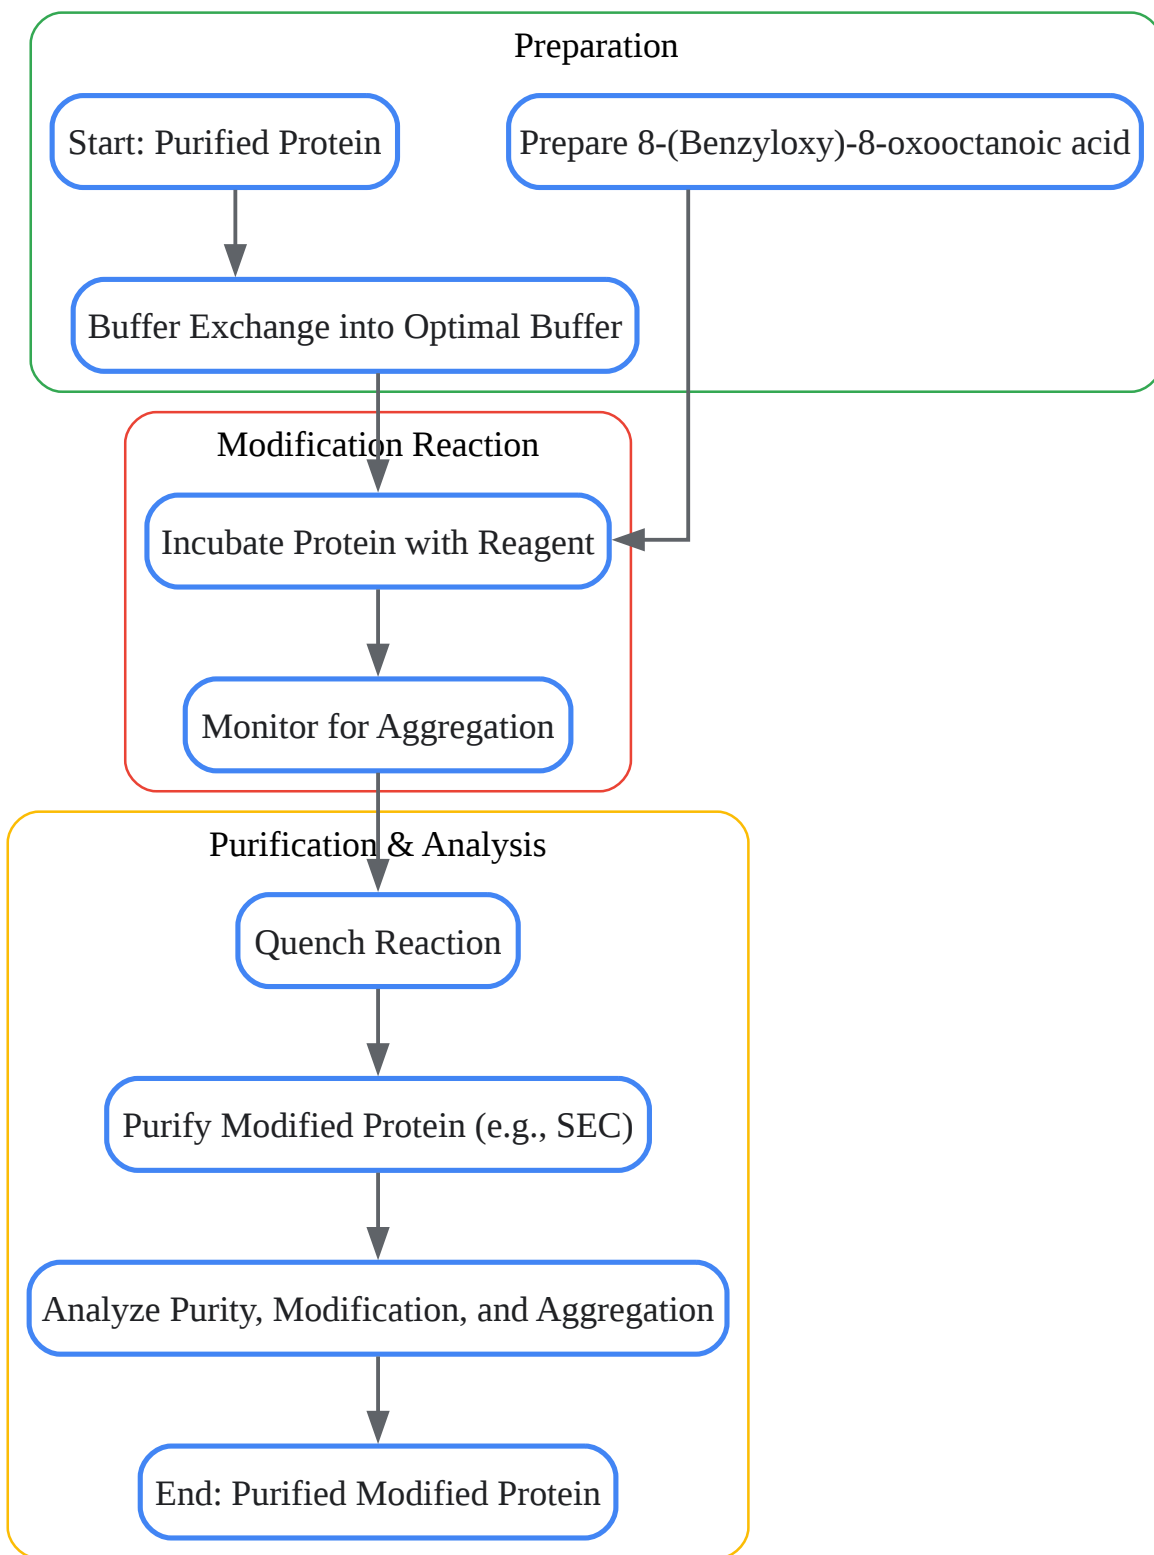 Preparation
Start: Purified Protein
Prepare 8-(Benzyloxy)-8-oxooctanoic acid
Buffer Exchange into Optimal Buffer
Modification Reaction
Incubate Protein with Reagent
Monitor for Aggregation
Purification & Analysis
Quench Reaction
Purify Modified Protein (e.g., SEC)
Analyze Purity, Modification, and Aggregation
End: Purified Modified Protein